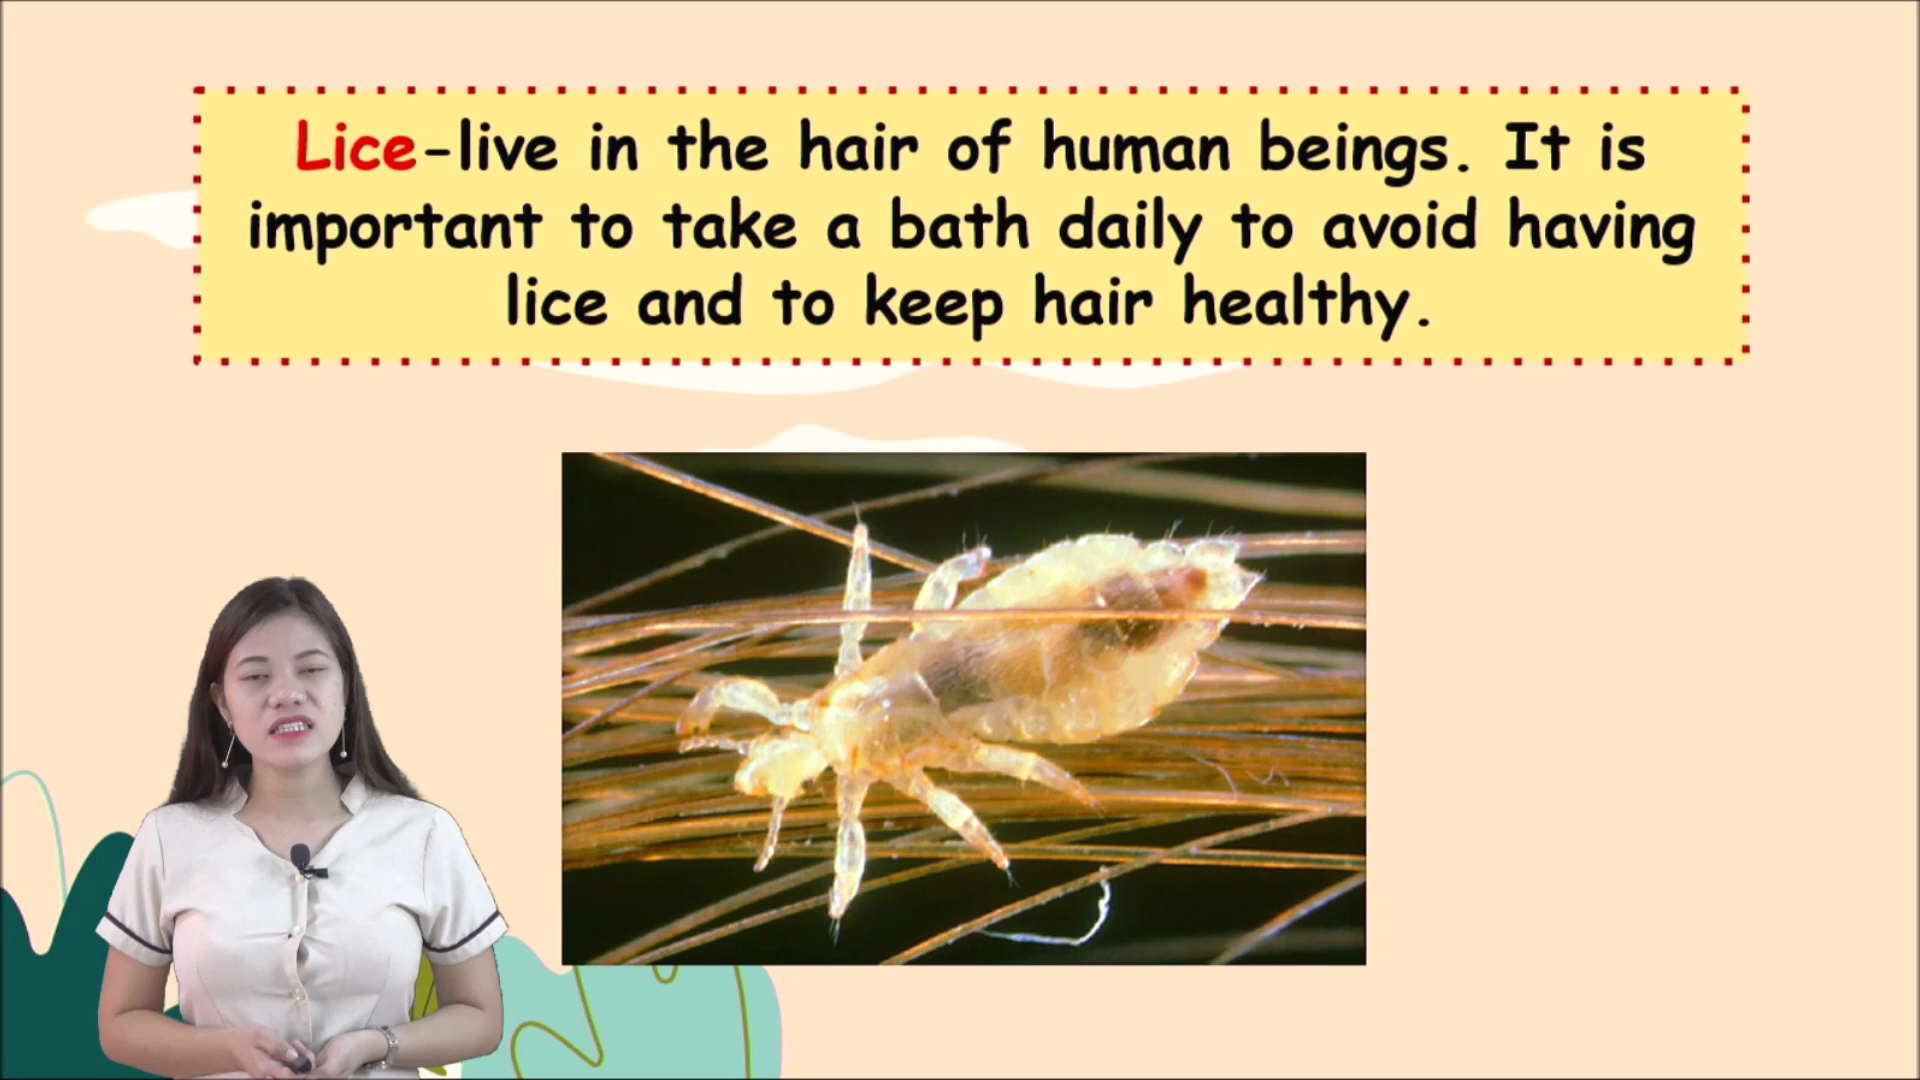 Lice-live in the hair of human beings. It is
important to take a bath daily to avoid having
lice and to keep hair healthy.